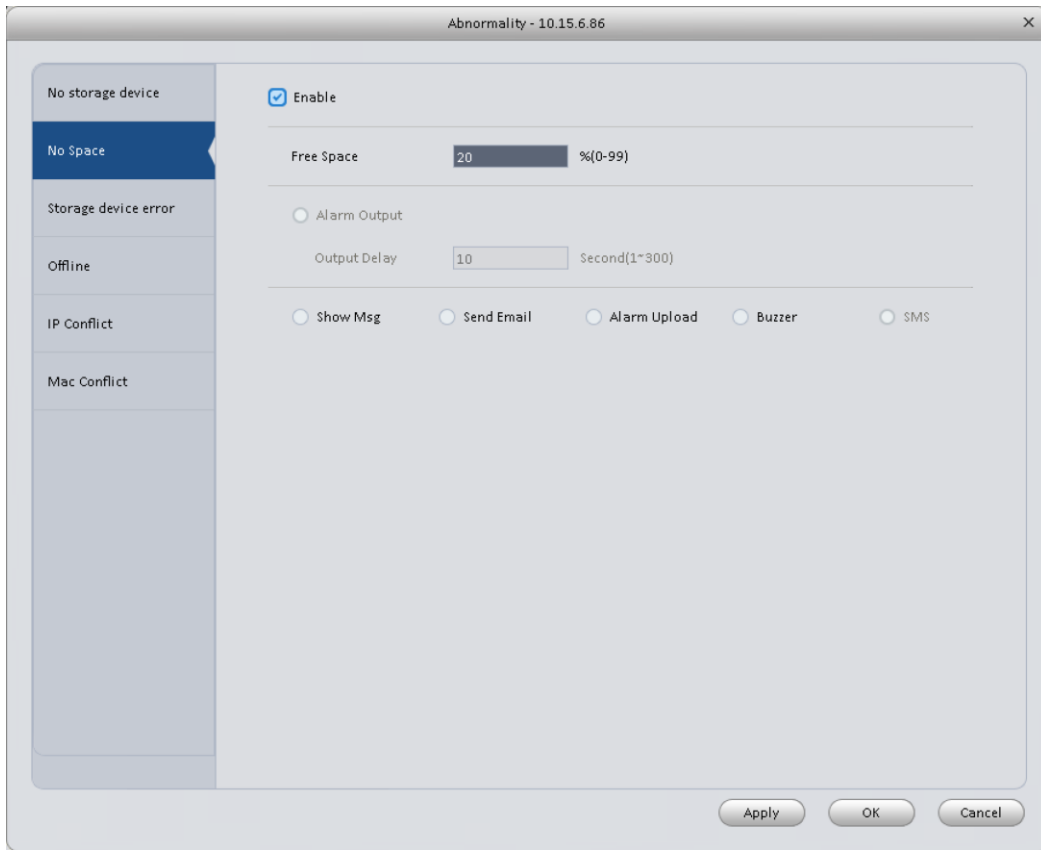 Abnormality - 10.15.6.86
No storage device
No Space
Storage device error
Offline
IP Conflict
Mac Conflict
Enable
Free Space 20 %(0-99)
Alarm Output
Output Delay 10 Second(1~300)
Show Msg Send Email Alarm Upload Buzzer SMS
Apply OK Cancel